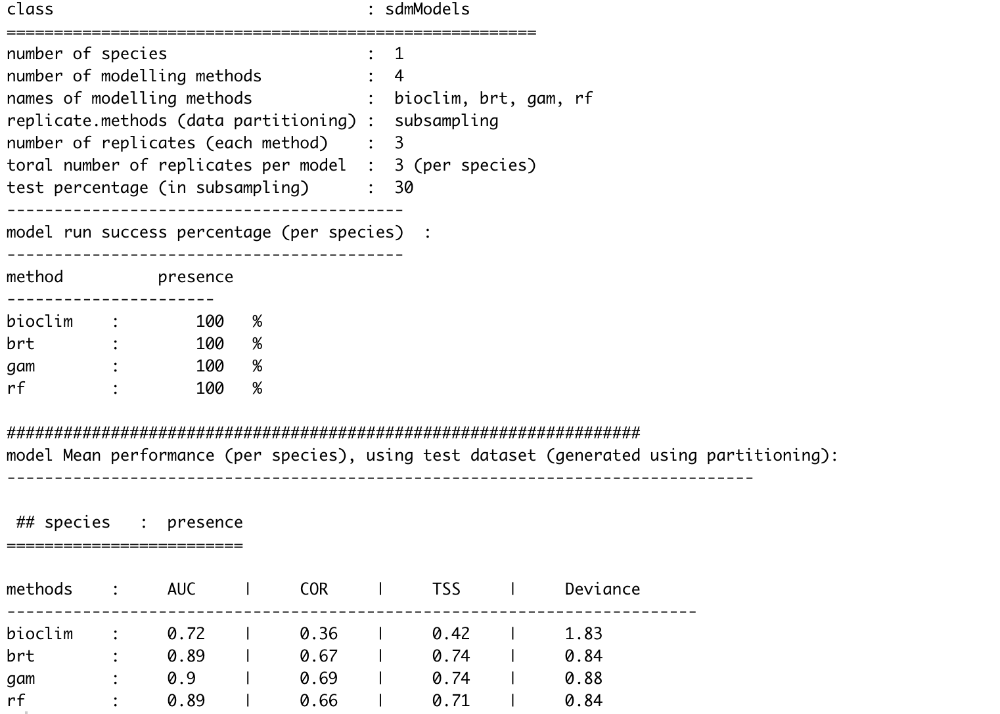 class                                 : sdmModels
========================================================
number of species                     :  1
number of modelling methods           :  4
names of modelling methods            :  bioclim, brt, gam, rf
replicate.methods (data partitioning) :  subsampling
number of replicates (each method)    :  3
toral number of replicates per model  :  3 (per species)
test percentage (in subsampling)      :  30
------------------------------------------
model run success percentage (per species)  :
------------------------------------------
method          presence
----------------------
bioclim    :        100   %
brt        :        100   %
gam        :        100   %
rf         :        100   %
###################################################################
model Mean performance (per species), using test dataset (generated using partitioning):
-------------------------------------------------------------------------------
 ## species   :  presence
=========================
methods    :     AUC     |     COR     |     TSS     |     Deviance
-------------------------------------------------------------------------
bioclim    :     0.72    |     0.36    |     0.42    |     1.83
brt        :     0.89    |     0.67    |     0.74    |     0.84
gam        :     0.9     |     0.69    |     0.74    |     0.88
rf         :     0.89    |     0.66    |     0.71    |     0.84